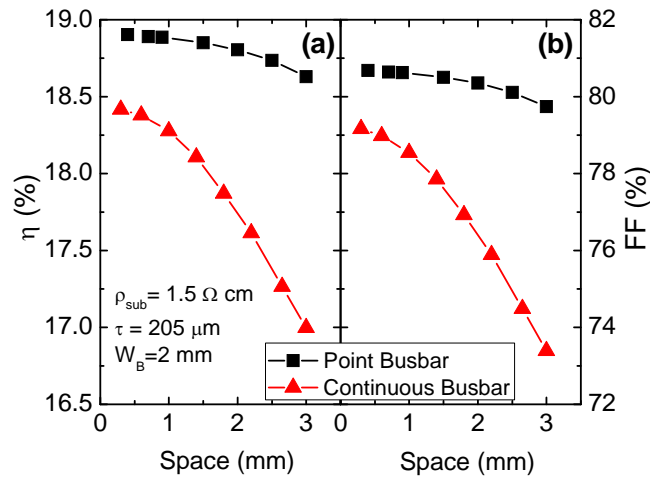 19.0
18.5
18.0
17.5
17.0
16.5
η (%)
(a)
ρsub= 1.5 Ω cm
τ = 205 μm
WB=2 mm
0
1
2
3
Space (mm)
(b)
82
80
78
76
74
72
FF (%)
Point Busbar
Continuous Busbar
0
1
2
3
Space (mm)